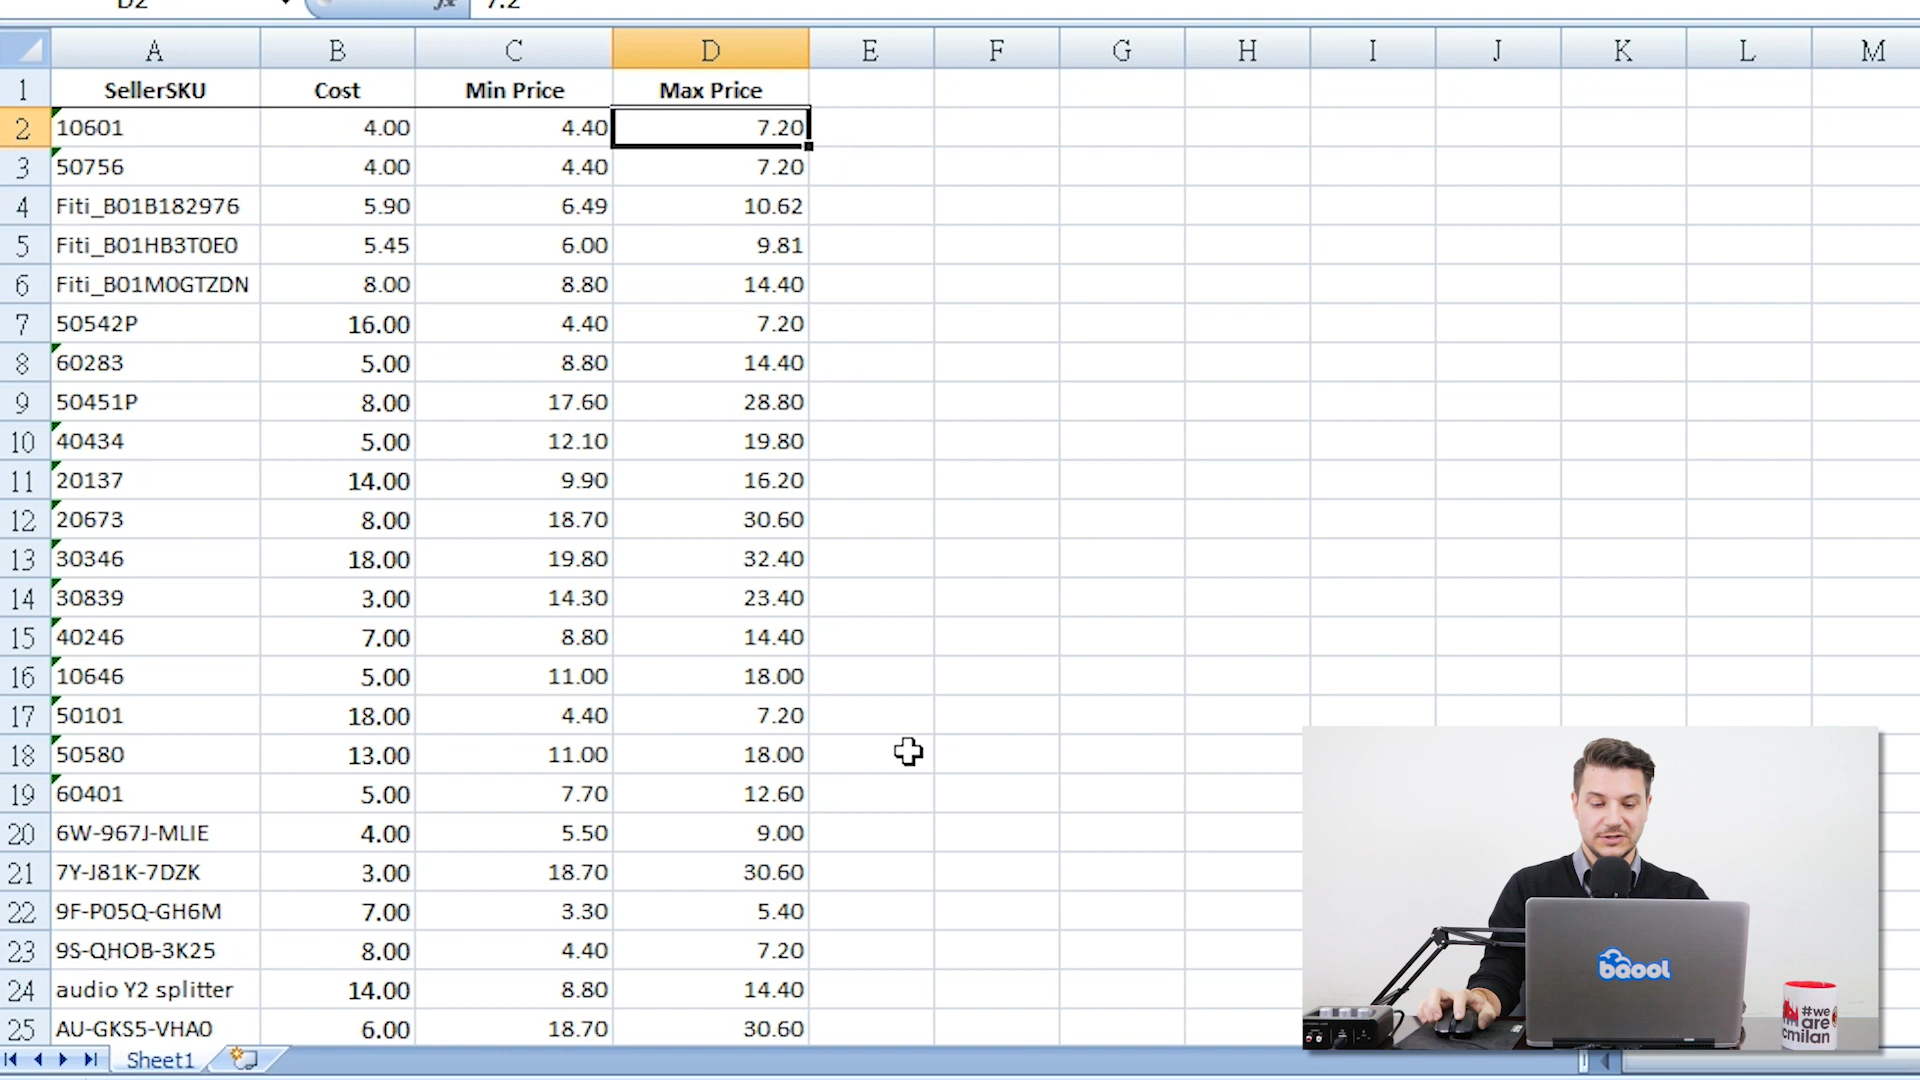 D2 fx 7.2
A B C D E F G H I J K L M
1 SellerSKU Cost Min Price Max Price
2 10601 4.00 4.40 7.20
3 50756 4.00 4.40 7.20
4 Fiti_B01B182976 5.90 6.49 10.62
5 Fiti_B01HB3T0E0 5.45 6.00 9.81
6 Fiti_B01M0GTZDN 8.00 8.80 14.40
7 50542P 16.00 4.40 7.20
8 60283 5.00 8.80 14.40
9 50451P 8.00 17.60 28.80
10 40434 5.00 12.10 19.80
11 20137 14.00 9.90 16.20
12 20673 8.00 18.70 30.60
13 30346 18.00 19.80 32.40
14 30839 3.00 14.30 23.40
15 40246 7.00 8.80 14.40
16 10646 5.00 11.00 18.00
17 50101 18.00 4.40 7.20
18 50580 13.00 11.00 18.00
19 60401 5.00 7.70 12.60
20 6W-967J-MLIE 4.00 5.50 9.00
21 7Y-J81K-7DZK 3.00 18.70 30.60
22 9F-P05Q-GH6M 7.00 3.30 5.40
23 9S-QHOB-3K25 8.00 4.40 7.20
24 audio Y2 splitter 14.00 8.80 14.40
25 AU-GKS5-VHA0 6.00 18.70 30.60
Sheet1
bqool
#we
are
cmilan